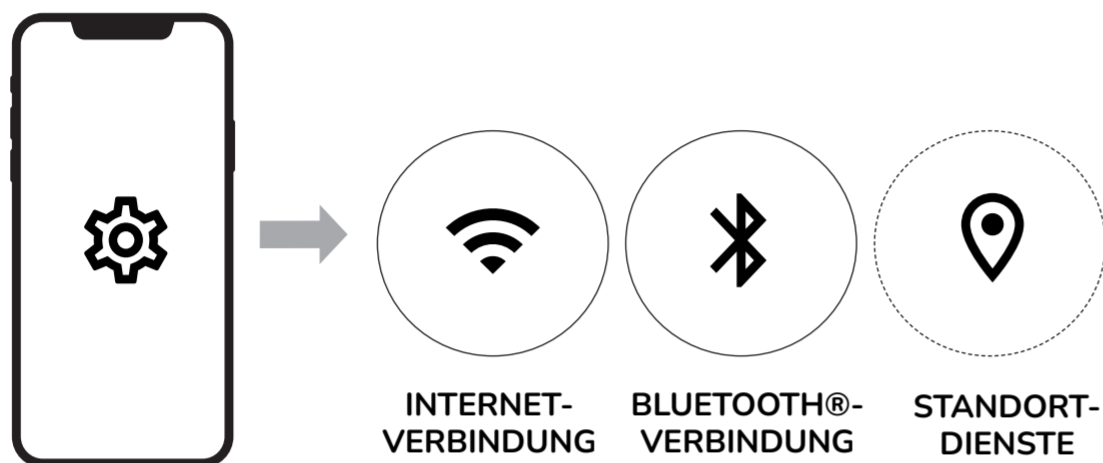 INTERNET-
VERBINDUNG
BLUETOOTH®-
VERBINDUNG
STANDORT-
DIENSTE